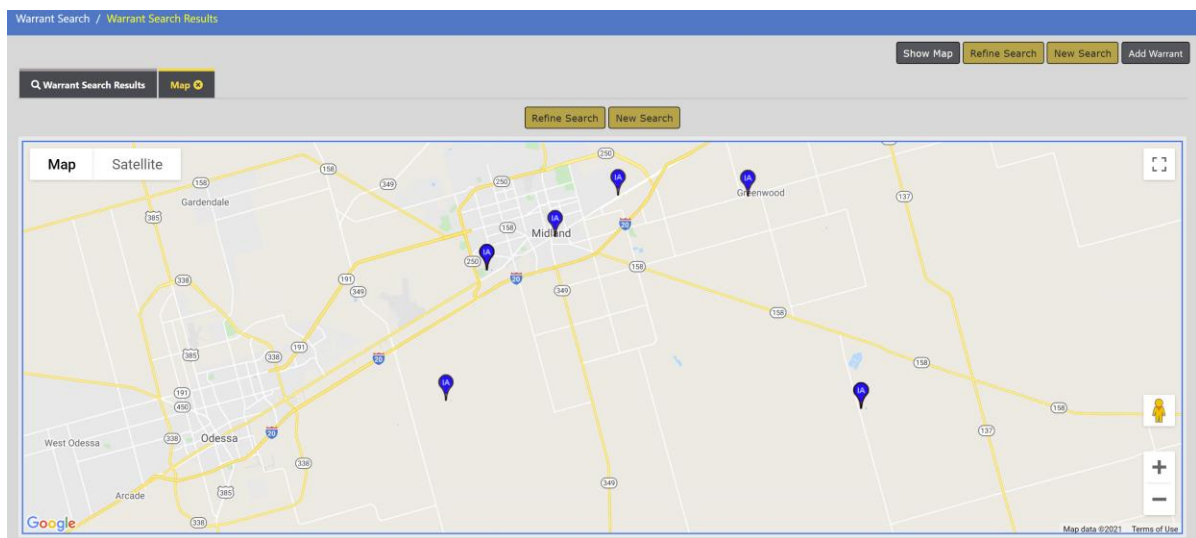 Warrant Search / Warrant Search Results
Show Map Refine Search New Search Add Warrant
Warrant Search Results Map
Refine Search New Search
Map Satellite
250
158
158 349 250 IA IA
Gardendale Greenwood 137
385 IA
158 Midland 20
250 IA
158
338 191 20
349 349
158
191
385 338 20 158
IA IA
191
450 158
West Odessa 338 Odessa 20 137
338
349
Arcade 385
Google 338 Map data ©2021 Terms of Use